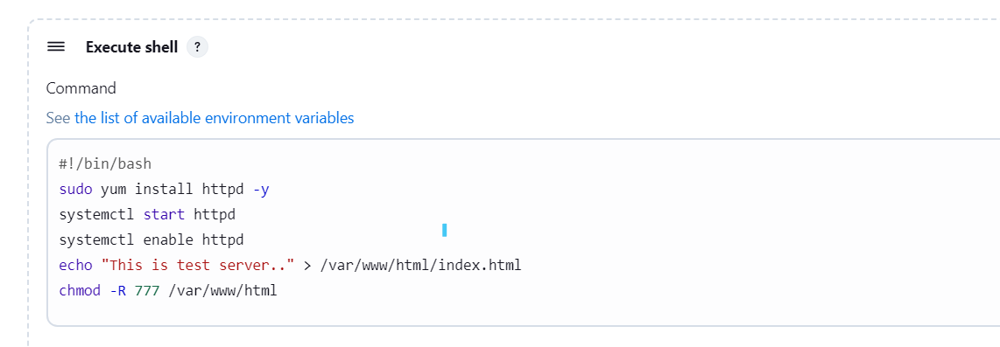 Execute shell ?
Command
See the list of available environment variables
#!/bin/bash
sudo yum install httpd -y
systemctl start httpd
systemctl enable httpd
echo "This is test server.." > /var/www/html/index.html
chmod -R 777 /var/www/html